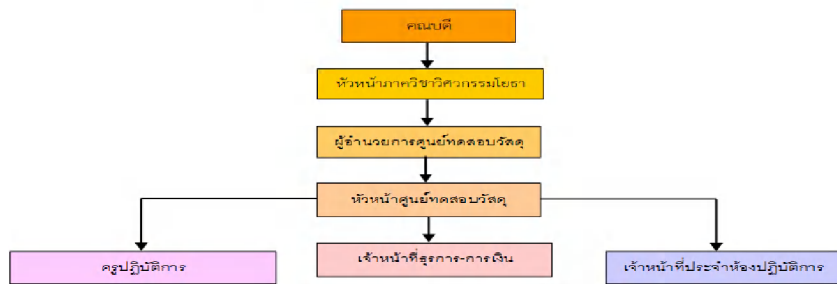 คณบดี
หัวหน้าภาควิชาวิศวกรรมโยธา
ผู้อำนวยการศูนย์ทดสอบวัสดุ
หัวหน้าศูนย์ทดสอบวัสดุ
ครูปฏิบัติการ
เจ้าหน้าที่ธุรการ-การเงิน
เจ้าหน้าที่ประจำห้องปฏิบัติการ